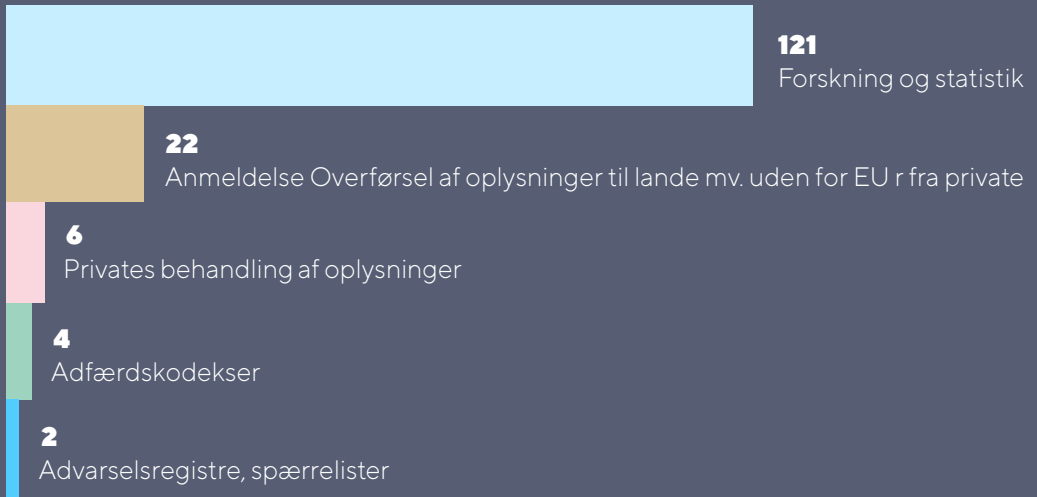 121
Forskning og statistik
22
Anmeldelse Overførsel af oplysninger til lande mv. uden for EU r fra private
6
Privates behandling af oplysninger
4
Adfærdskodekser
2
Advarselsregistre, spærrelister